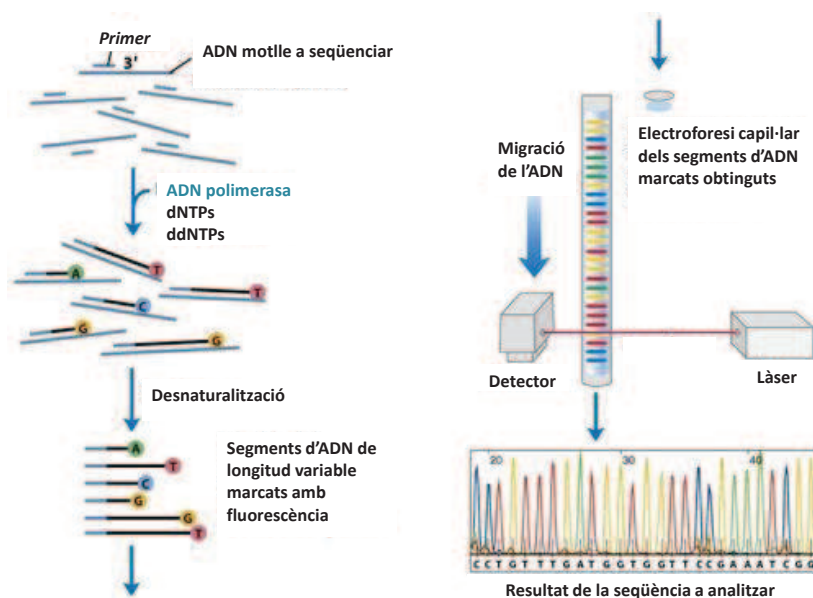 Primer
3'
ADN motlle a seqüenciar
ADN polimerasa
dNTPs
ddNTPs
A
T
T
C
G
G
Desnaturalització
A
T
C
G
G
T
Segments d'ADN de
longitud variable
marcats amb
fluorescència
Migració
de l'ADN
Electroforesi capil·lar
dels segments d'ADN
marcats obtinguts
Detector
Làser
20
30
40
C C T G T T T G A T G G T G G T T C C G A A A T C G G
Resultat de la seqüència a analitzar